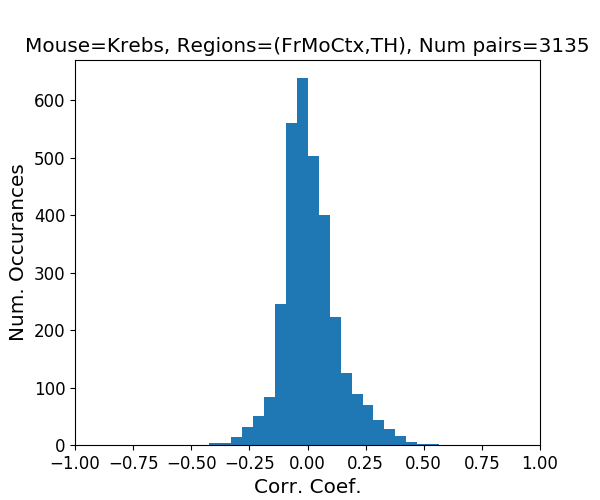 Mouse=Krebs, Regions=(FrMoCtx,TH), Num pairs=3135
600
500
400
300
200
100
0
Num. Occurances
−1.00 −0.75 −0.50 −0.25 0.00 0.25 0.50 0.75 1.00
Corr. Coef.